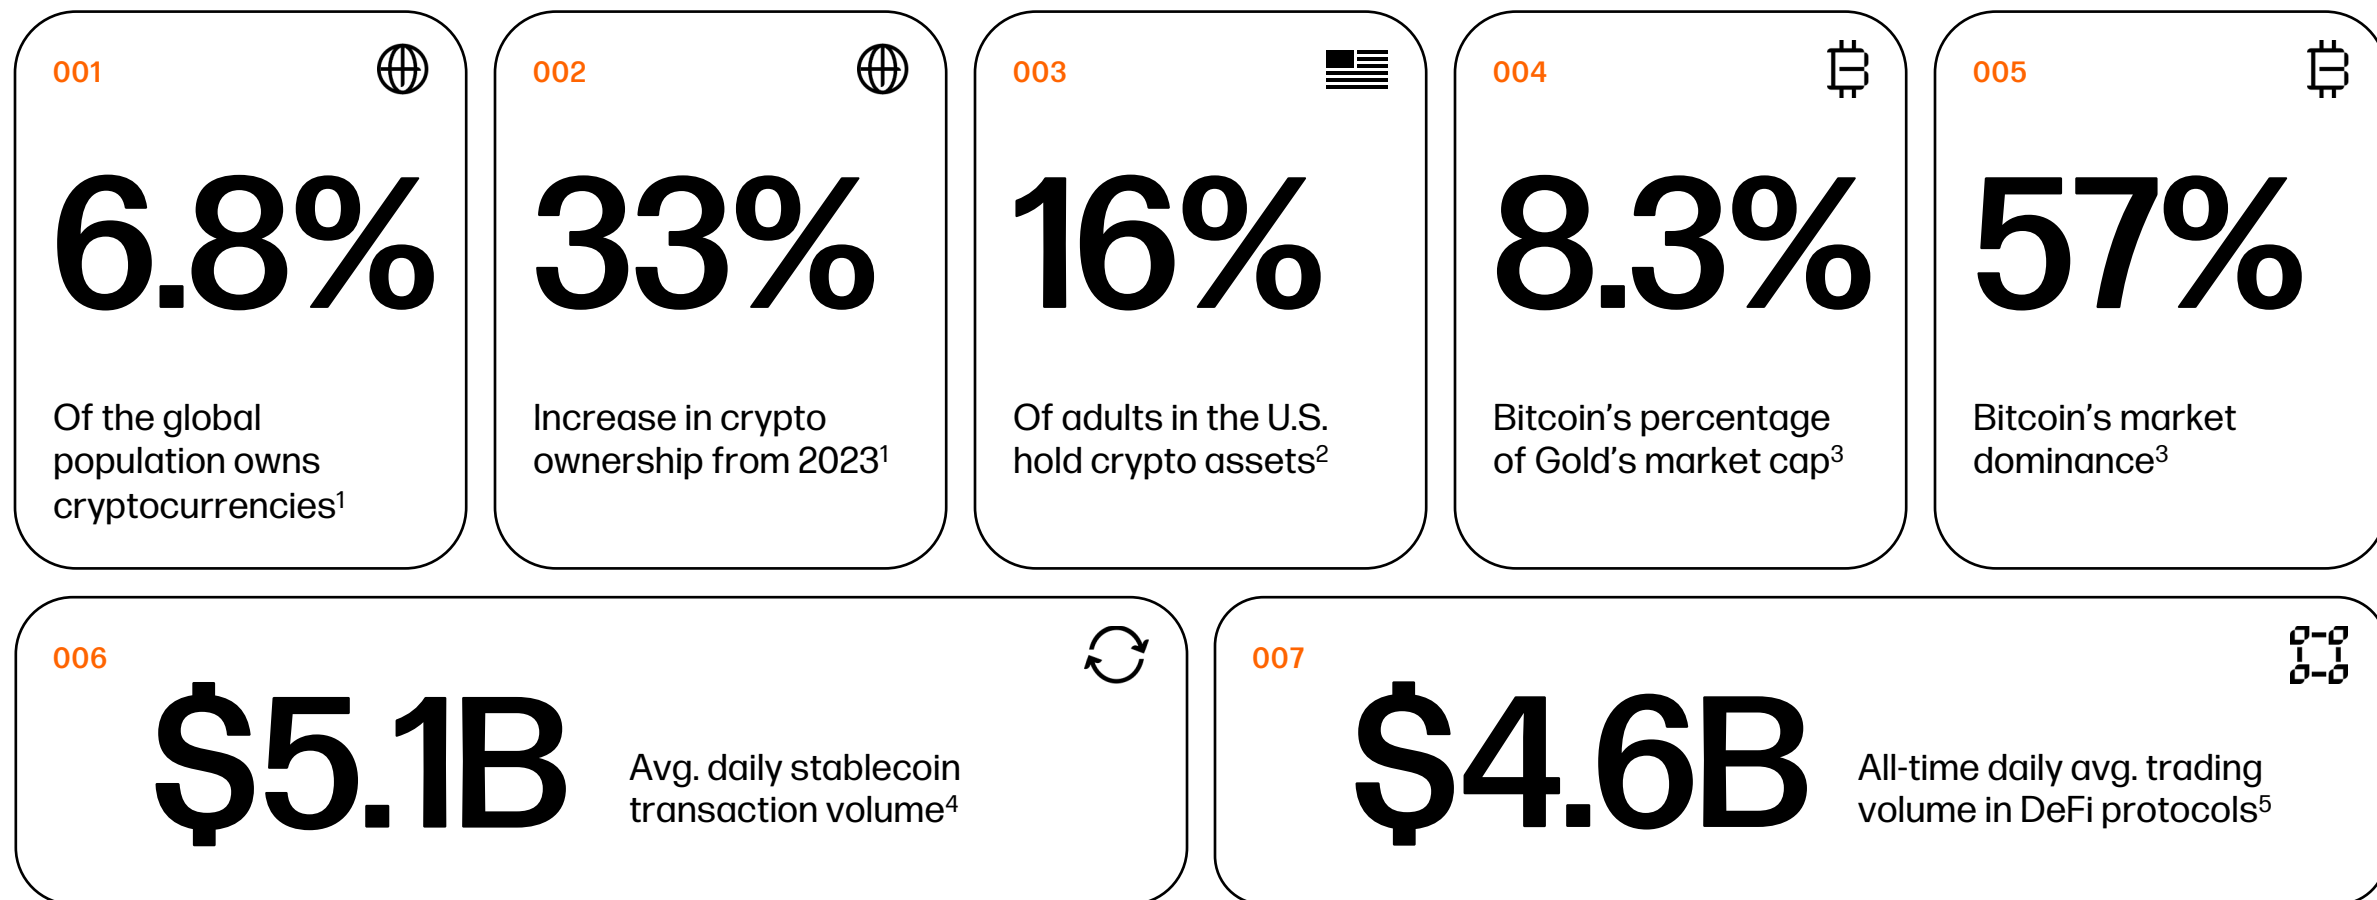 001
6.8%
Of the global
population owns
cryptocurrencies¹
002
33%
Increase in crypto
ownership from 2023¹
003
16%
Of adults in the U.S.
hold crypto assets²
004
8.3%
Bitcoin’s percentage
of Gold’s market cap³
005
57%
Bitcoin’s market
dominance³
006
$5.1B
Avg. daily stablecoin
transaction volume⁴
007
$4.6B
All-time daily avg. trading
volume in DeFi protocols⁵